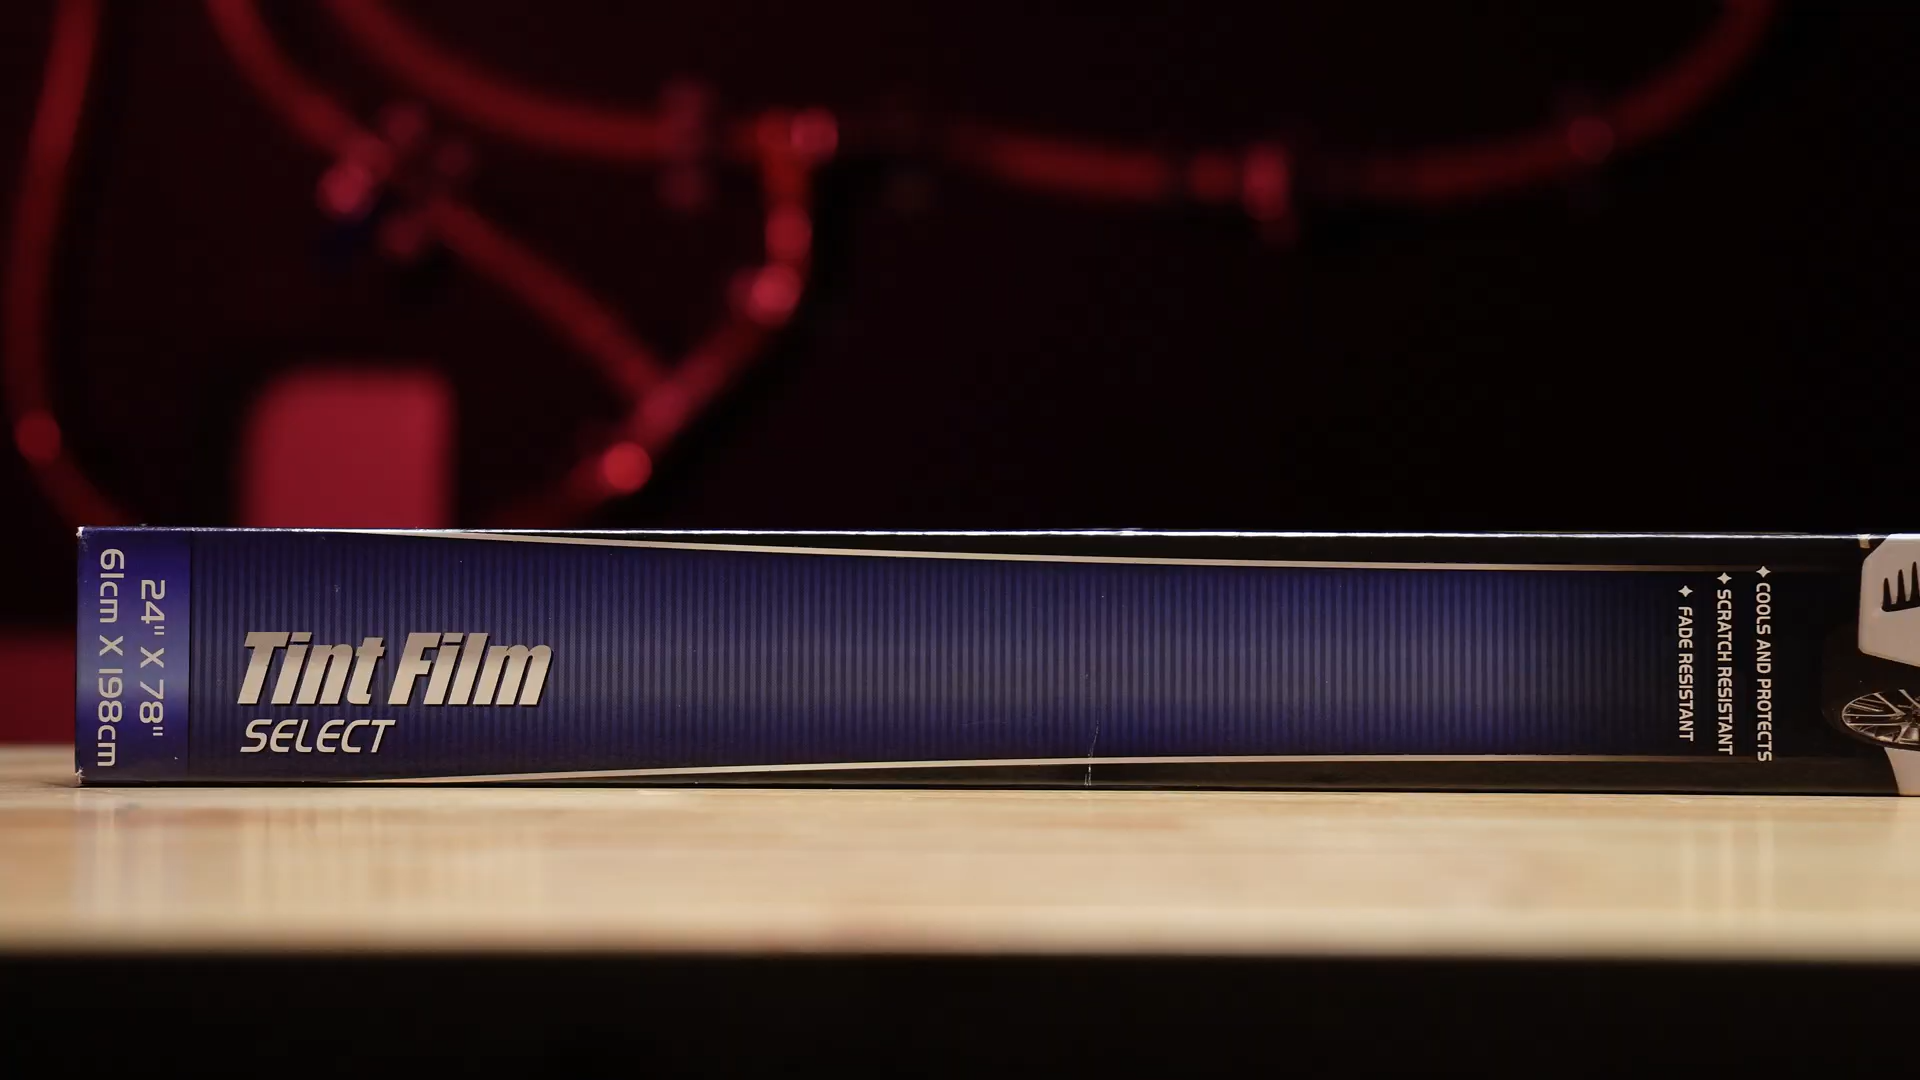 24" X 78"
61cm X 198cm
Tint Film
SELECT
✦ COOLS AND PROTECTS
✦ SCRATCH RESISTANT
✦ FADE RESISTANT